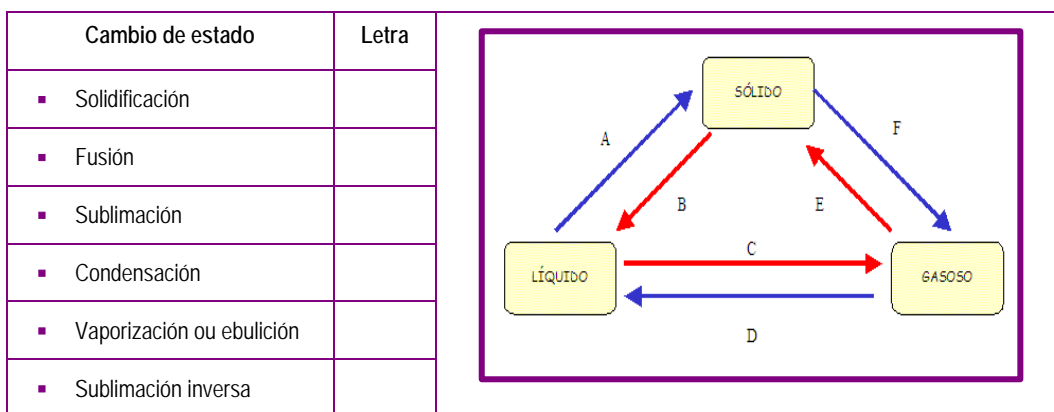 Cambio de estado Letra
▪ Solidificación
▪ Fusión
▪ Sublimación
▪ Condensación
▪ Vaporización ou ebulición
▪ Sublimación inversa
SÓLIDO
A
F
B
E
LÍQUIDO
C
GASOSO
D